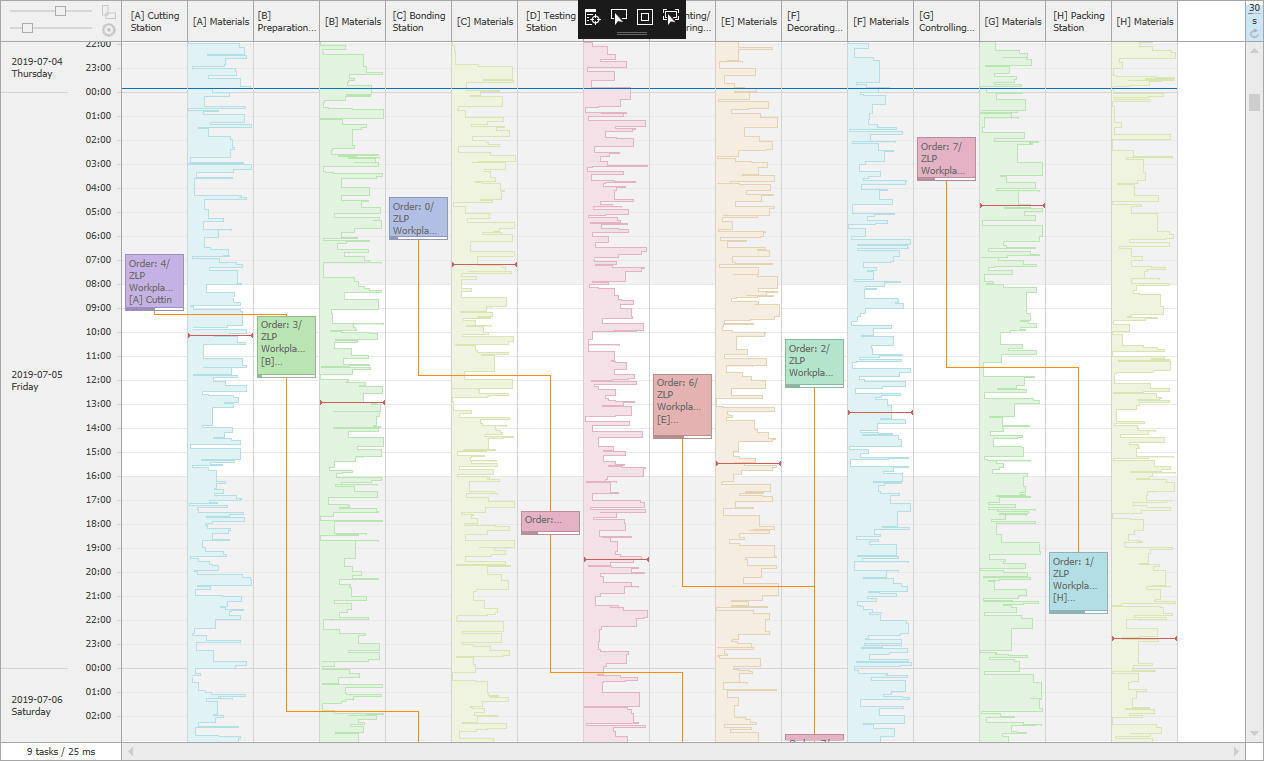 [A] Cutting
Station
[A] Materials
[B]
Preparation...
[B] Materials
[C] Bonding
Station
[C] Materials
[D] Testing
Station
[E] Materials
[F]
Decorating...
[F] Materials
[G]
Controlling...
[G] Materials
[H] Packing
Station
[H] Materials
30
s
22:00
2019-07-04
Thursday
23:00
00:00
01:00
02:00
03:00
04:00
05:00
06:00
07:00
08:00
09:00
10:00
11:00
2019-07-05
Friday
12:00
13:00
14:00
15:00
16:00
17:00
18:00
19:00
20:00
21:00
22:00
23:00
00:00
01:00
2019-07-06
Saturday
02:00
Order: 7/
ZLP
Workpla...
Order: 0/
ZLP
Workpla...
Order: 4/
ZLP
Workpla...
[A] Cuttin
Order: 3/
ZLP
Workpla...
[B]...
Order: 2/
ZLP
Workpla...
Order: 6/
ZLP
Workpla...
[E]...
Order:...
Order: 1/
ZLP
Workpla...
[H]...
9 tasks / 25 ms